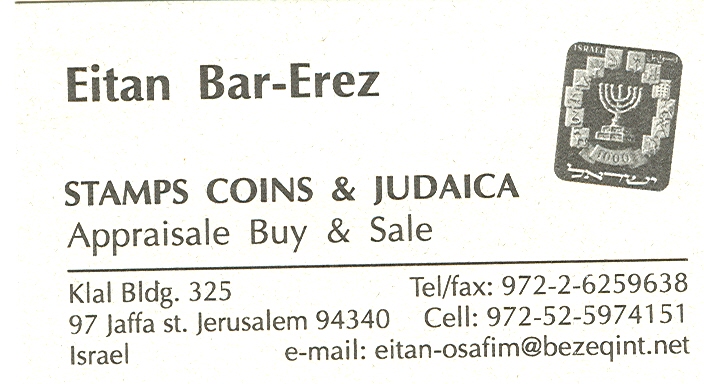 ISRAEL
Eitan Bar-Erez
1000
ישראל
STAMPS COINS & JUDAICA
Appraisale Buy & Sale
Klal Bldg. 325 Tel/fax: 972-2-6259638
97 Jaffa st. Jerusalem 94340 Cell: 972-52-5974151
Israel e-mail: eitan-osafim@bezeqint.net